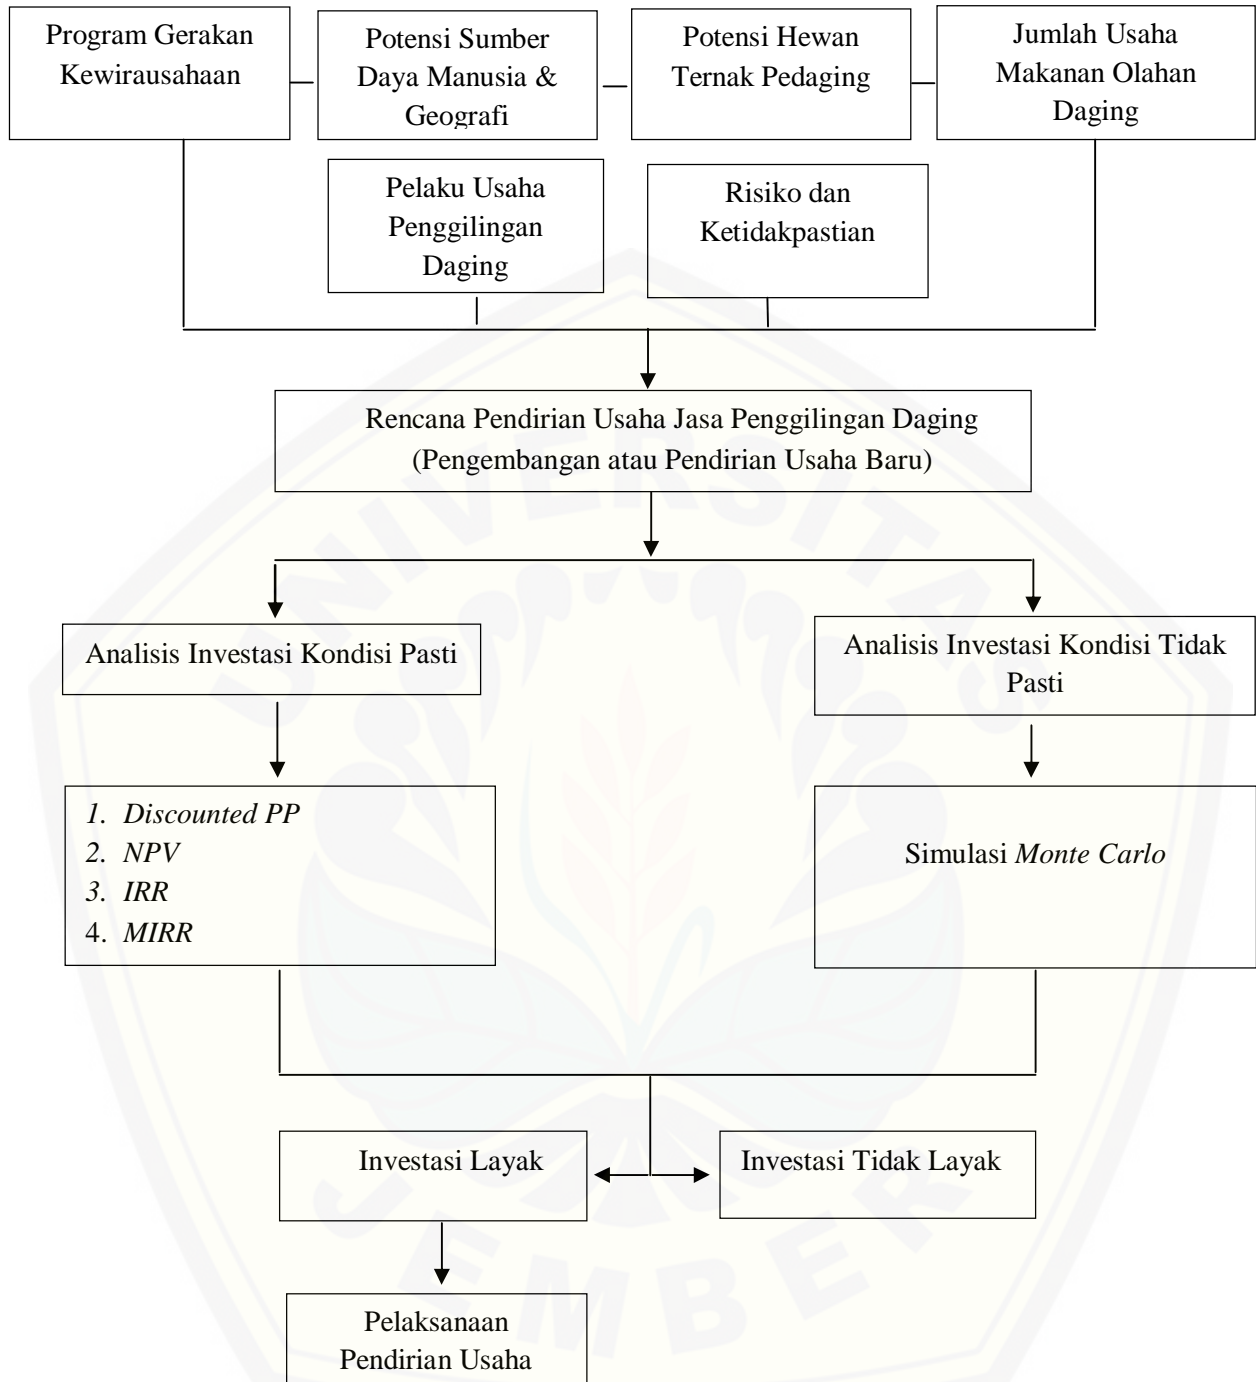 Program Gerakan
Kewirausahaan
Potensi Sumber
Daya Manusia &
Geografi
Potensi Hewan
Ternak Pedaging
Jumlah Usaha
Makanan Olahan
Daging
Pelaku Usaha
Penggilingan
Daging
Risiko dan
Ketidakpastian
Rencana Pendirian Usaha Jasa Penggilingan Daging
(Pengembangan atau Pendirian Usaha Baru)
Analisis Investasi Kondisi Pasti
Analisis Investasi Kondisi Tidak
Pasti
1. Discounted PP
2. NPV
3. IRR
4. MIRR
Simulasi Monte Carlo
Investasi Layak
Investasi Tidak Layak
Pelaksanaan
Pendirian Usaha
UNIVERSITAS
JEMBER